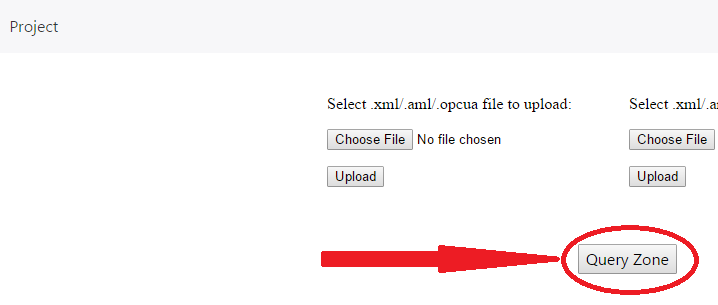 Project
Select .xml/.aml/.opcua file to upload:
Select .xml/.a
Choose File No file chosen
Choose File
Upload
Upload
Query Zone